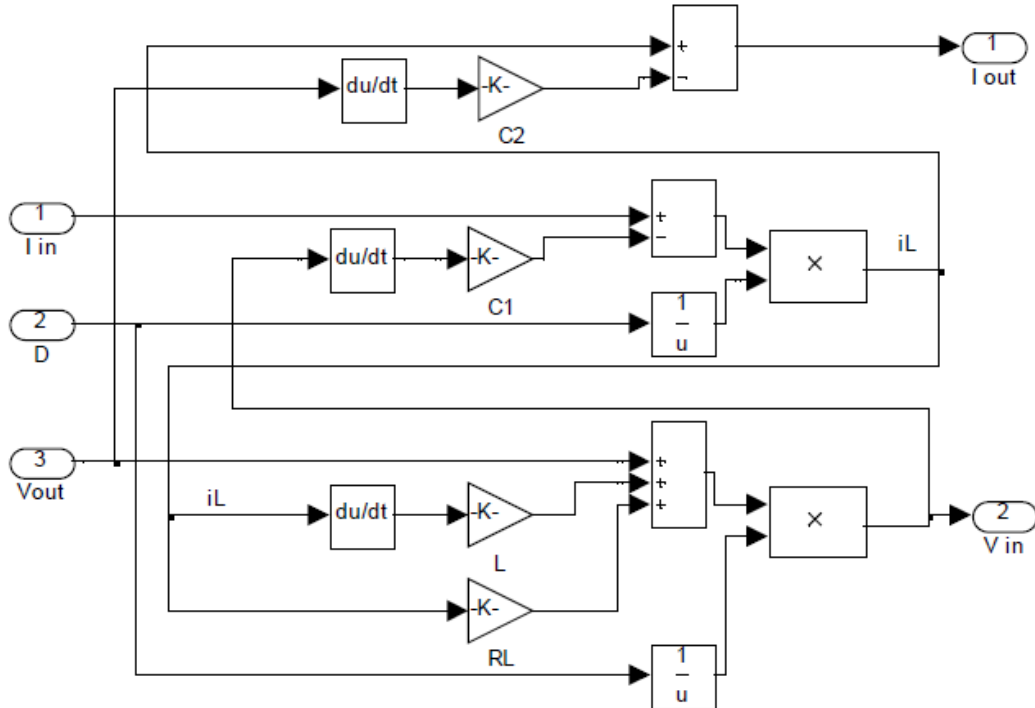 +
−
1
I out
du/dt
-K-
C2
1
I in
+
−
du/dt
-K-
C1
×
iL
2
D
1
u
3
Vout
+
+
+
iL
du/dt
-K-
L
×
2
V in
-K-
RL
1
u